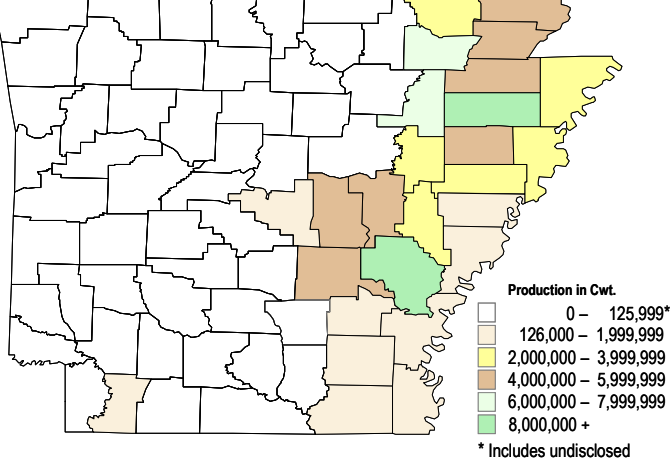 Production in Cwt.
0 – 125,999*
126,000 – 1,999,999
2,000,000 – 3,999,999
4,000,000 – 5,999,999
6,000,000 – 7,999,999
8,000,000 +
* Includes undisclosed